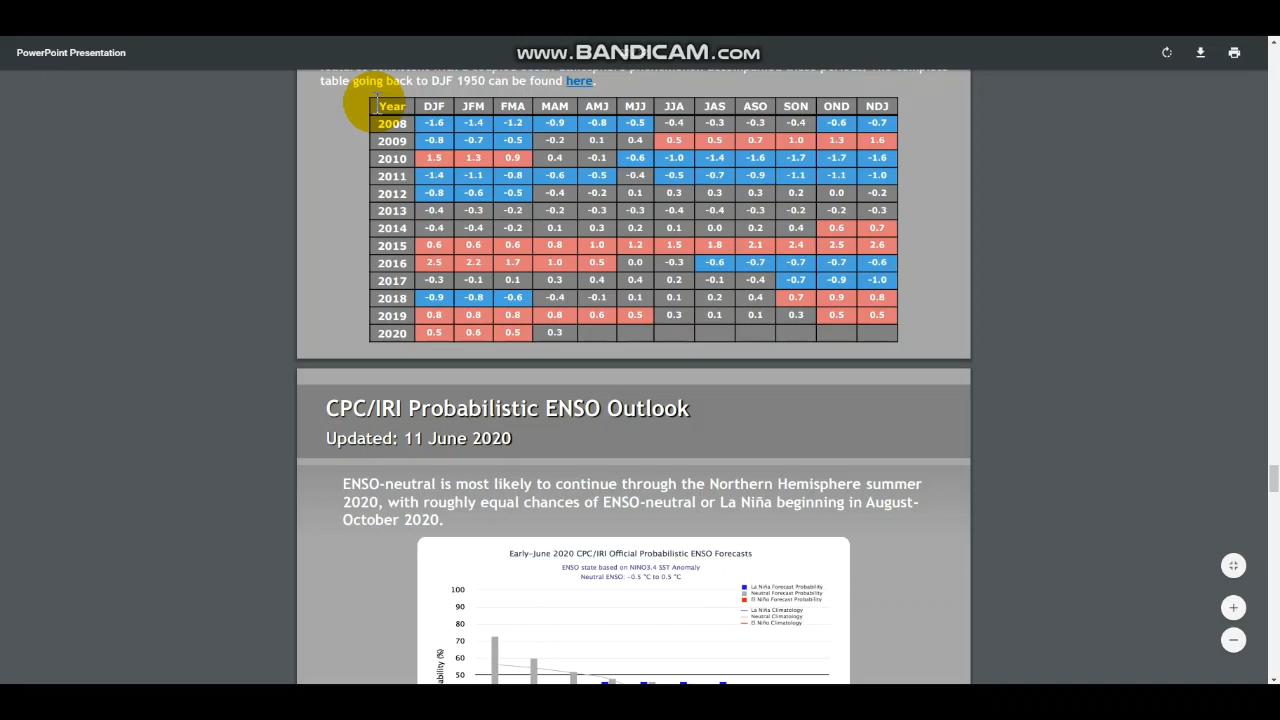 www.BANDICAM.com
PowerPoint Presentation
table going back to DJF 1950 can be found here.
Year DJF JFM FMA MAM AMJ MJJ JJA JAS ASO SON OND NDJ
2008 -1.6 -1.4 -1.2 -0.9 -0.8 -0.5 -0.4 -0.3 -0.3 -0.4 -0.6 -0.7
2009 -0.8 -0.7 -0.5 -0.2 0.1 0.4 0.5 0.5 0.7 1.0 1.3 1.6
2010 1.5 1.3 0.9 0.4 -0.1 -0.6 -1.0 -1.4 -1.6 -1.7 -1.7 -1.6
2011 -1.4 -1.1 -0.8 -0.6 -0.5 -0.4 -0.5 -0.7 -0.9 -1.1 -1.1 -1.0
2012 -0.8 -0.6 -0.5 -0.4 -0.2 0.1 0.3 0.3 0.3 0.2 0.0 -0.2
2013 -0.4 -0.3 -0.2 -0.2 -0.3 -0.3 -0.4 -0.4 -0.3 -0.2 -0.2 -0.3
2014 -0.4 -0.4 -0.2 0.1 0.3 0.2 0.1 0.0 0.2 0.4 0.6 0.7
2015 0.6 0.6 0.6 0.8 1.0 1.2 1.5 1.8 2.1 2.4 2.5 2.6
2016 2.5 2.2 1.7 1.0 0.5 0.0 -0.3 -0.6 -0.7 -0.7 -0.7 -0.6
2017 -0.3 -0.1 0.1 0.3 0.4 0.4 0.2 -0.1 -0.4 -0.7 -0.9 -1.0
2018 -0.9 -0.8 -0.6 -0.4 -0.1 0.1 0.1 0.2 0.4 0.7 0.9 0.8
2019 0.8 0.8 0.8 0.8 0.6 0.5 0.3 0.1 0.1 0.3 0.5 0.5
2020 0.5 0.6 0.5 0.3
CPC/IRI Probabilistic ENSO Outlook
Updated: 11 June 2020
ENSO-neutral is most likely to continue through the Northern Hemisphere summer
2020, with roughly equal chances of ENSO-neutral or La Niña beginning in August-
October 2020.
Early-June 2020 CPC/IRI Official Probabilistic ENSO Forecasts
ENSO state based on NINO3.4 SST Anomaly
Neutral ENSO: -0.5 °C to 0.5 °C
La Niña Forecast Probability
Neutral Forecast Probability
El Niño Forecast Probability
La Niña Climatology
Neutral Climatology
El Niño Climatology
100
90
80
70
60
50